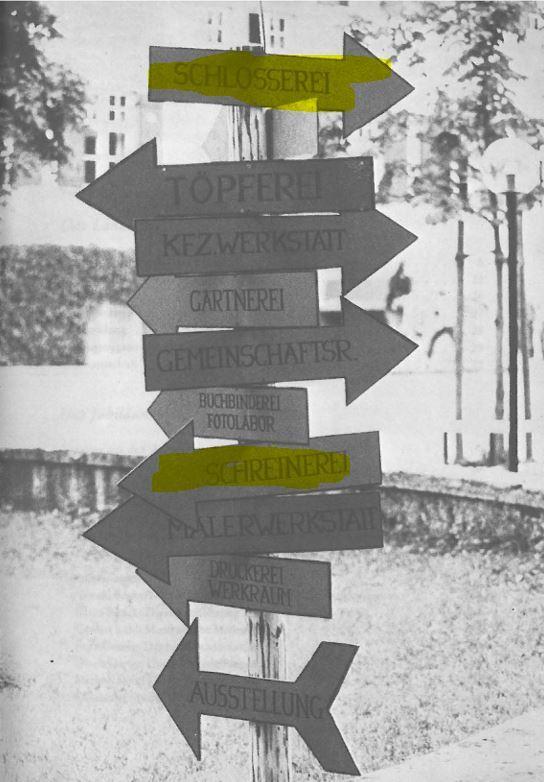 SCHLOSSEREI
TÖPFEREI
KFZ.WERKSTATT
GÄRTNEREI
GEMEINSCHAFTSR.
BUCHBINDEREI
FOTOLABOR
SCHREINEREI
MALERWERKSTATT
DRUCKEREI
WERKRAUM
AUSSTELLUNG